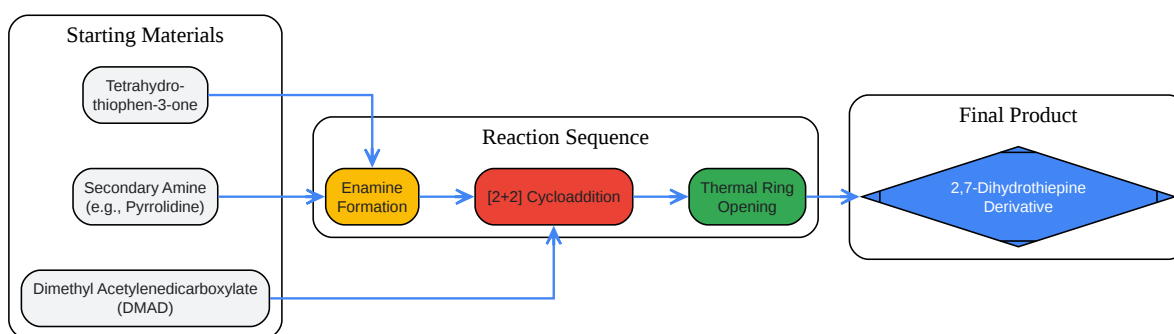 Starting Materials
Tetrahydro-
thiophen-3-one
Secondary Amine
(e.g., Pyrrolidine)
Dimethyl Acetylenedicarboxylate
(DMAD)
Reaction Sequence
Enamine
Formation
[2+2] Cycloaddition
Thermal Ring
Opening
Final Product
2,7-Dihydrothiepine
Derivative